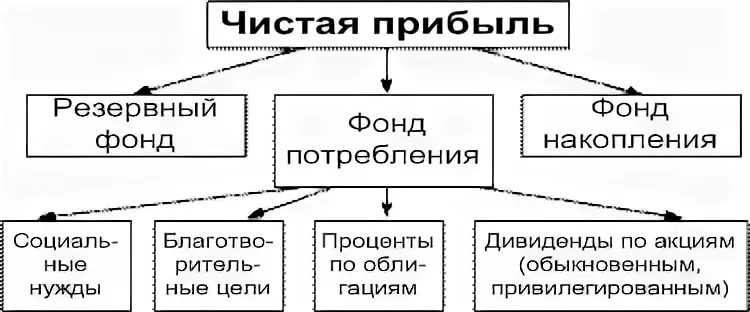 Чистая прибыль
Резервный
фонд
Фонд
потребления
Фонд
накопления
Социаль-
ные
нужды
Благотво-
рительные
ные цели
Проценты
по обли-
гациям
Дивиденды по акциям
(обыкновенным,
привилегированным)